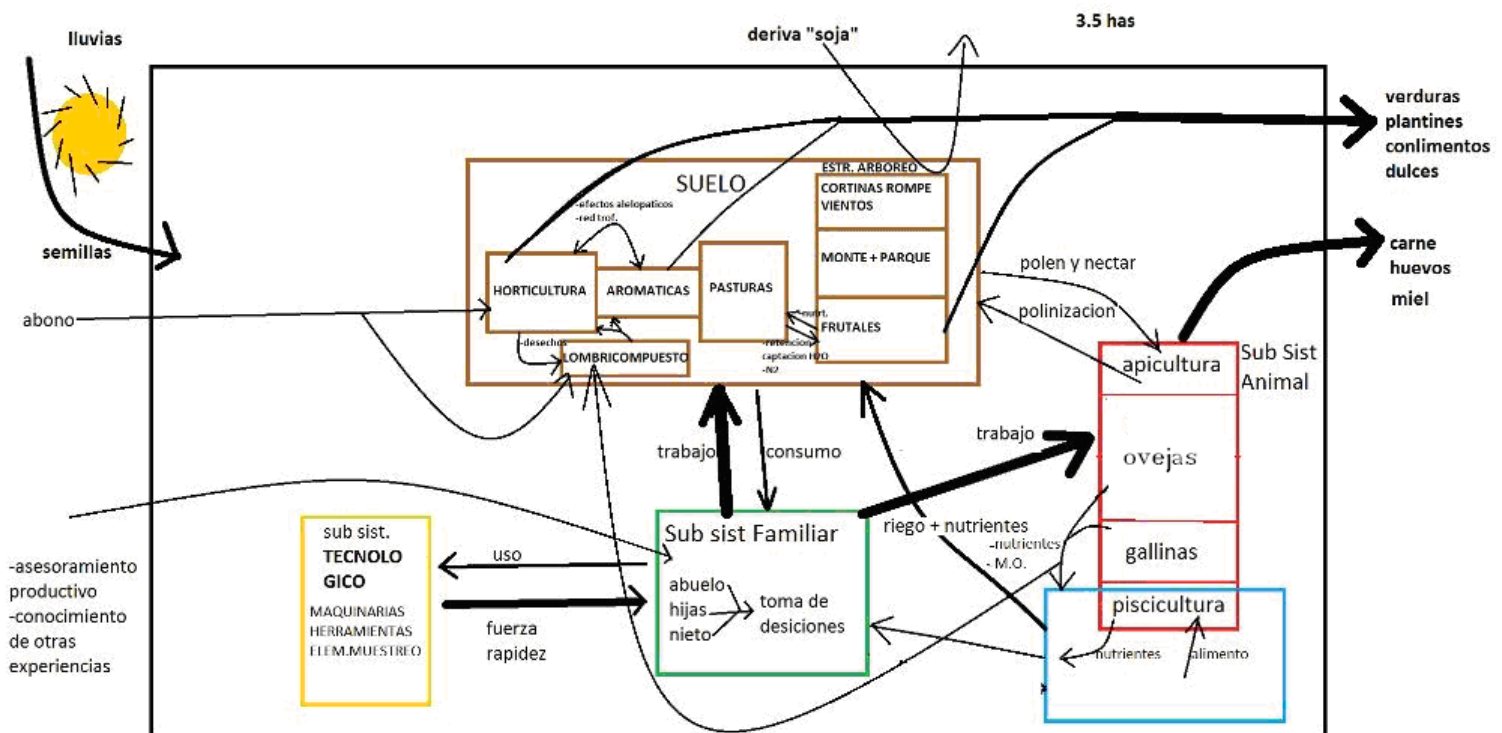 lluvias
semillas
abono
-asesoramiento
productivo
-conocimiento
de otras
experiencias
deriva "soja"
3.5 has
verduras
plantines
conlimentos
dulces
carne
huevos
miel
SUELO
-efectos alelopaticos
-red trof.
HORTICULTURA
AROMATICAS
PASTURAS
ESTR. ARBOREO
CORTINAS ROMPE
VIENTOS
MONTE + PARQUE
FRUTALES
-nutrt.
-retencion
captacion H2O
-N2
-desechos
LOMBRICOMPUESTO
polen y nectar
polinizacion
Sub Sist
Animal
apicultura
ovejas
gallinas
piscicultura
trabajo
consumo
trabajo
riego + nutrientes
-nutrientes
- M.O.
nutrientes
alimento
Sub sist Familiar
abuelo
hijas
nieto
toma de
desiciones
uso
fuerza
rapidez
sub sist.
TECNOLO
GICO
MAQUINARIAS
HERRAMIENTAS
ELEM.MUESTREO